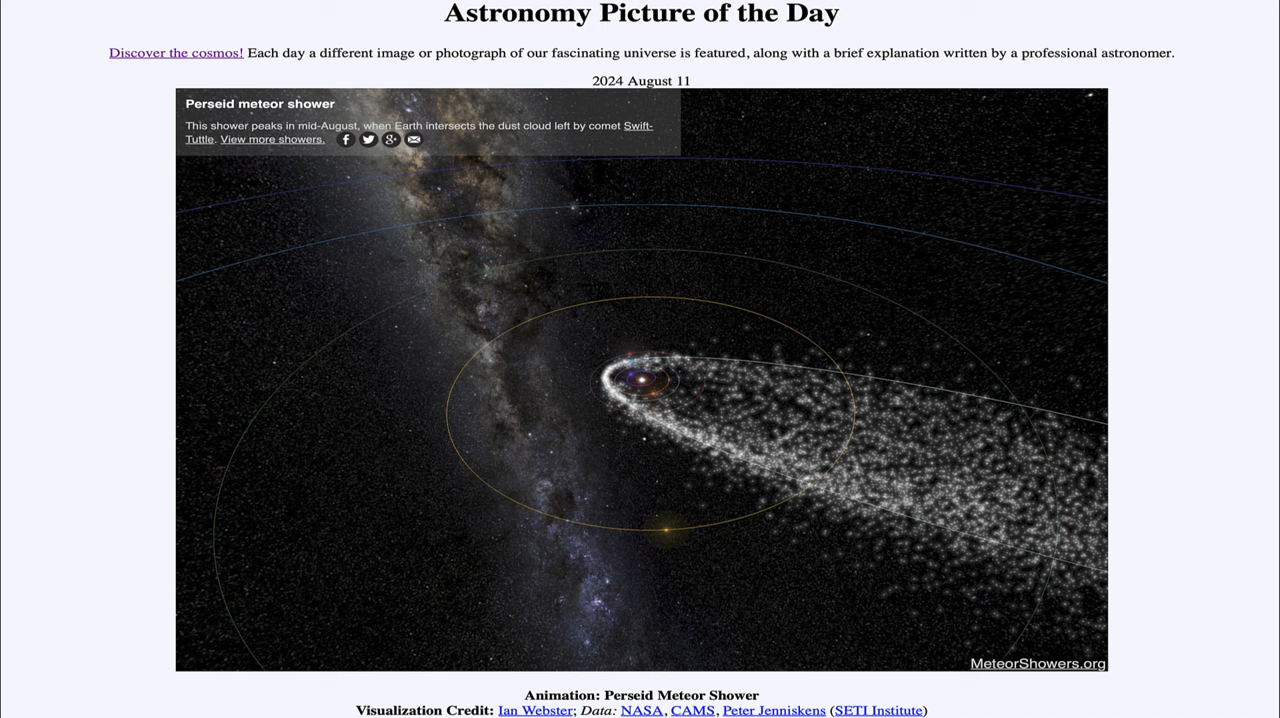 Astronomy Picture of the Day
Discover the cosmos! Each day a different image or photograph of our fascinating universe is featured, along with a brief explanation written by a professional astronomer.
2024 August 11
Perseid meteor shower
This shower peaks in mid-August, when Earth intersects the dust cloud left by comet Swift-
Tuttle. View more showers.
MeteorShowers.org
Animation: Perseid Meteor Shower
Visualization Credit: Ian Webster; Data: NASA, CAMS, Peter Jenniskens (SETI Institute)